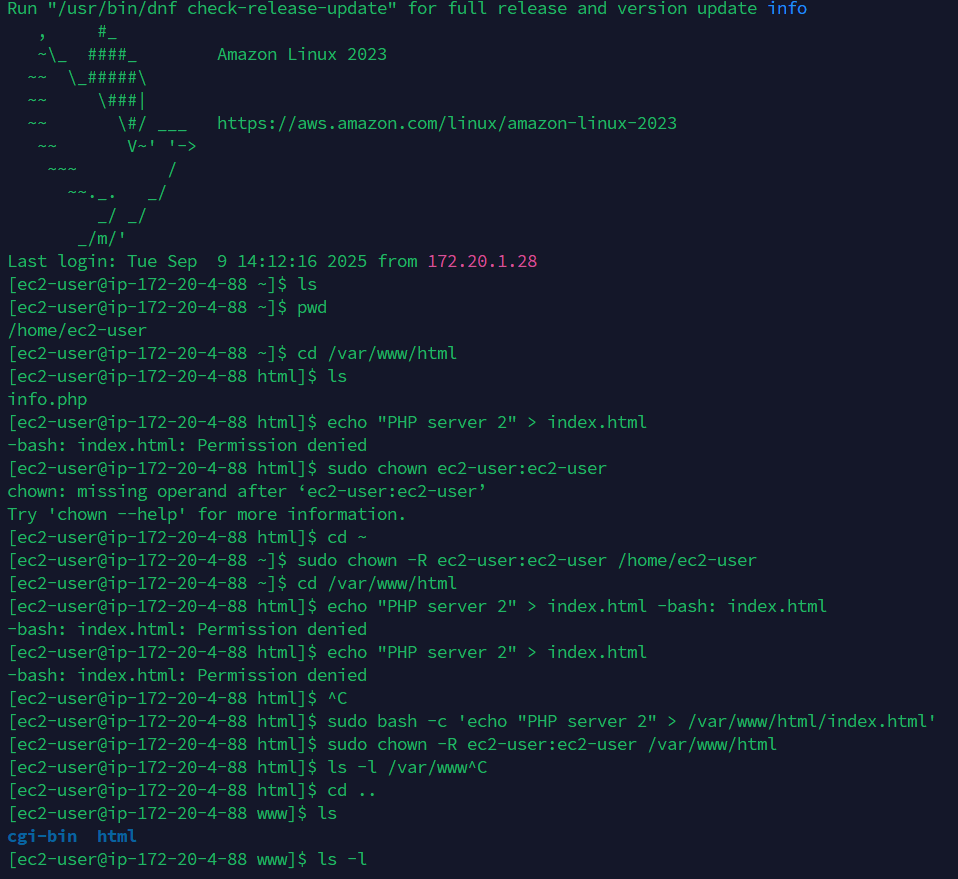 Run "/usr/bin/dnf check-release-update" for full release and version update info
   ,     #_
   ~\_  ####_        Amazon Linux 2023
  ~~  \_#####\
  ~~     \###|
  ~~       \#/ ___   https://aws.amazon.com/linux/amazon-linux-2023
   ~~       V~' '->
    ~~~         /
      ~~._.   _/
         _/ _/
       _/m/'
Last login: Tue Sep  9 14:12:16 2025 from 172.20.1.28
[ec2-user@ip-172-20-4-88 ~]$ ls
[ec2-user@ip-172-20-4-88 ~]$ pwd
/home/ec2-user
[ec2-user@ip-172-20-4-88 ~]$ cd /var/www/html
[ec2-user@ip-172-20-4-88 html]$ ls
info.php
[ec2-user@ip-172-20-4-88 html]$ echo "PHP server 2" > index.html
-bash: index.html: Permission denied
[ec2-user@ip-172-20-4-88 html]$ sudo chown ec2-user:ec2-user
chown: missing operand after ‘ec2-user:ec2-user’
Try 'chown --help' for more information.
[ec2-user@ip-172-20-4-88 html]$ cd ~
[ec2-user@ip-172-20-4-88 ~]$ sudo chown -R ec2-user:ec2-user /home/ec2-user
[ec2-user@ip-172-20-4-88 ~]$ cd /var/www/html
[ec2-user@ip-172-20-4-88 html]$ echo "PHP server 2" > index.html -bash: index.html
-bash: index.html: Permission denied
[ec2-user@ip-172-20-4-88 html]$ echo "PHP server 2" > index.html
-bash: index.html: Permission denied
[ec2-user@ip-172-20-4-88 html]$ ^C
[ec2-user@ip-172-20-4-88 html]$ sudo bash -c 'echo "PHP server 2" > /var/www/html/index.html'
[ec2-user@ip-172-20-4-88 html]$ sudo chown -R ec2-user:ec2-user /var/www/html
[ec2-user@ip-172-20-4-88 html]$ ls -l /var/www^C
[ec2-user@ip-172-20-4-88 html]$ cd ..
[ec2-user@ip-172-20-4-88 www]$ ls
cgi-bin  html
[ec2-user@ip-172-20-4-88 www]$ ls -l